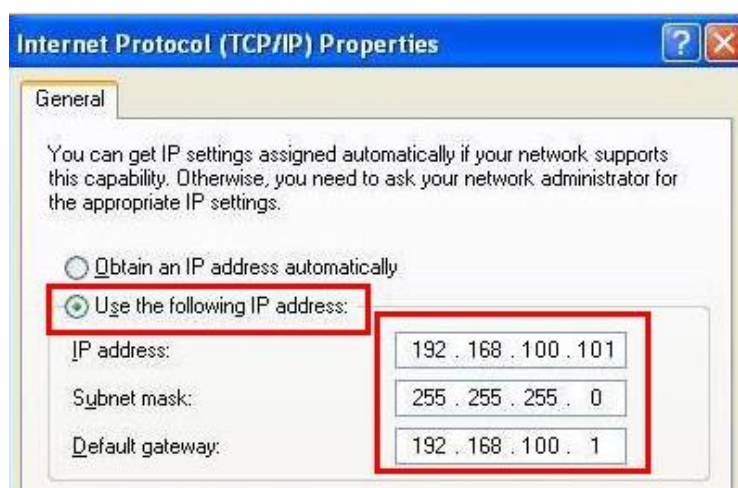 Internet Protocol (TCP/IP) Properties
General
You can get IP settings assigned automatically if your network supports
this capability. Otherwise, you need to ask your network administrator for
the appropriate IP settings.
Obtain an IP address automatically
Use the following IP address:
IP address: 192 . 168 . 100 . 101
Subnet mask: 255 . 255 . 255 . 0
Default gateway: 192 . 168 . 100 . 1